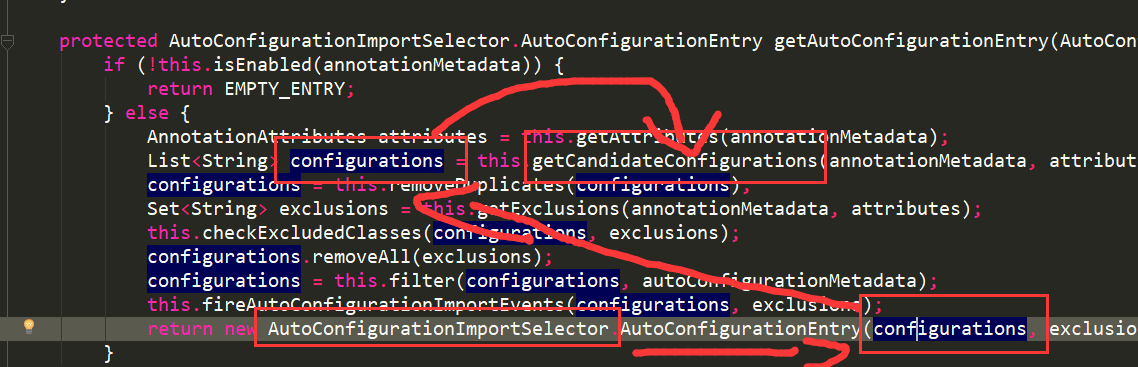 protected AutoConfigurationImportSelector.AutoConfigurationEntry getAutoConfigurationEntry(AutoCon
if (!this.isEnabled(annotationMetadata)) {
return EMPTY_ENTRY;
} else {
AnnotationAttributes attributes = this.getAttributes(annotationMetadata);
List<String> configurations = this.getCandidateConfigurations(annotationMetadata, attribut
configurations = this.removeDuplicates(configurations);
Set<String> exclusions = this.getExclusions(annotationMetadata, attributes);
this.checkExcludedClasses(configurations, exclusions);
configurations.removeAll(exclusions);
configurations = this.filter(configurations, autoConfigurationMetadata);
this.fireAutoConfigurationImportEvents(configurations, exclusions);
return new AutoConfigurationImportSelector.AutoConfigurationEntry(configurations, exclusio
}